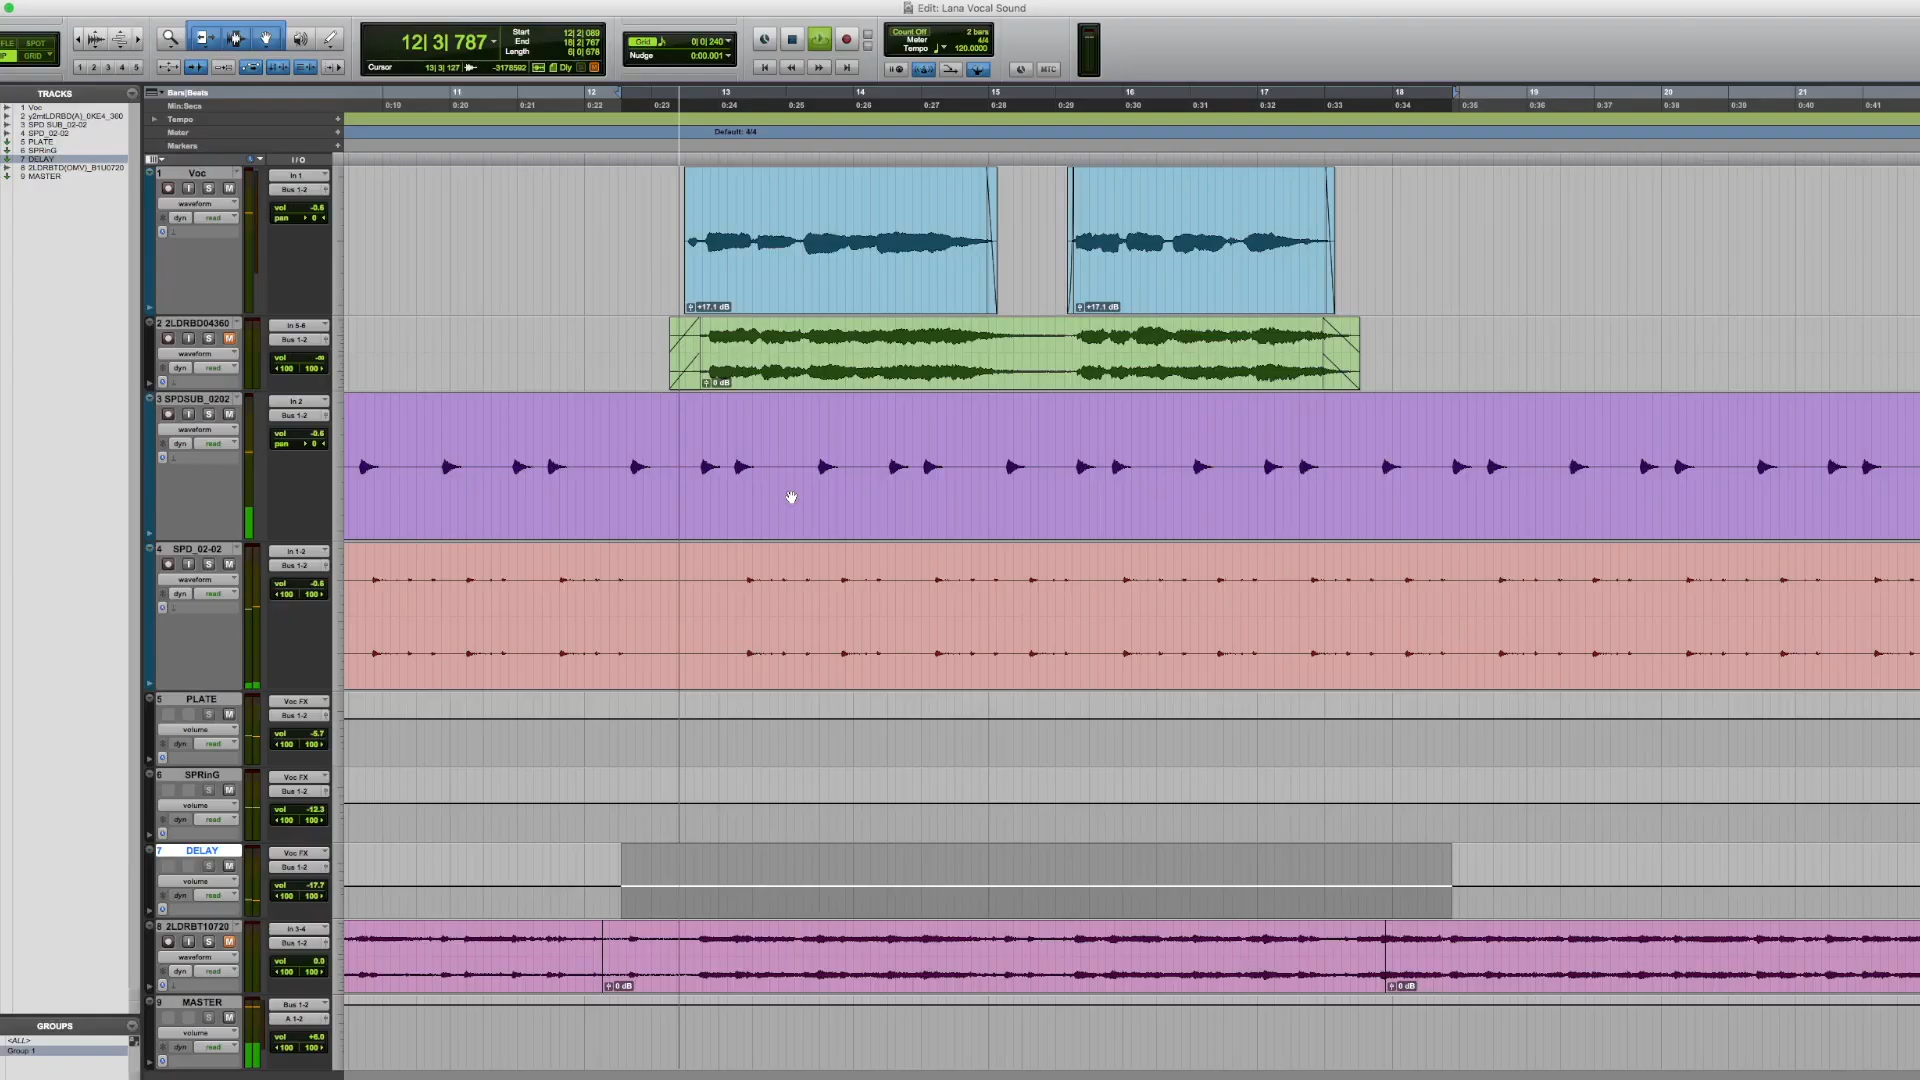 Edit: Lana Vocal Sound
SPOT
GRID
1 2 3 4 5
12| 3| 787
Start 12| 2| 089
End 18| 2| 767
Length 6| 0| 678
Cursor 13| 3| 127 -3178592 Dly
Grid 0| 0| 240
Nudge 0:00.001
Count Off 2 bars
Meter 4/4
Tempo 120.0000
MTC
TRACKS
1 Voc
2 y2mtLDRBD(A)_0KE4_360
3 SPD SUB_02-02
4 SPD_02-02
5 PLATE
6 SPRinG
7 DELAY
8 2LDRBTD(OMV)_B1U0720
9 MASTER
Bars|Beats 11 12 13 14 15 16 17 18 19 20 21
Min:Secs 0:19 0:20 0:21 0:22 0:23 0:24 0:25 0:26 0:27 0:28 0:29 0:30 0:31 0:32 0:33 0:34 0:35 0:36 0:37 0:38 0:39 0:40 0:41
Tempo
Meter Default: 4/4
Markers
I / O
1 Voc In 1
I S M Bus 1-2
waveform vol -0.6
dyn read pan 0
+17.1 dB +17.1 dB
2 2LDRBD04360 In 5-6
I S M Bus 1-2
waveform vol -∞
dyn read 100 100
0 dB
3 SPDSUB_0202 In 2
I S M Bus 1-2
waveform vol -0.6
dyn read pan 0
4 SPD_02-02 In 1-2
I S M Bus 1-2
waveform vol -0.6
dyn read 100 100
5 PLATE Voc FX
S M Bus 1-2
volume vol -5.7
dyn read 100 100
6 SPRinG Voc FX
S M Bus 1-2
volume vol -12.3
dyn read 100 100
7 DELAY Voc FX
S M Bus 1-2
volume vol -17.7
dyn read 100 100
8 2LDRBT10720 In 3-4
I S M Bus 1-2
waveform vol 0.0
dyn read 100 100
0 dB 0 dB
9 MASTER Bus 1-2
S M A 1-2
volume vol +6.0
dyn read 100 100
GROUPS
<ALL>
Group 1